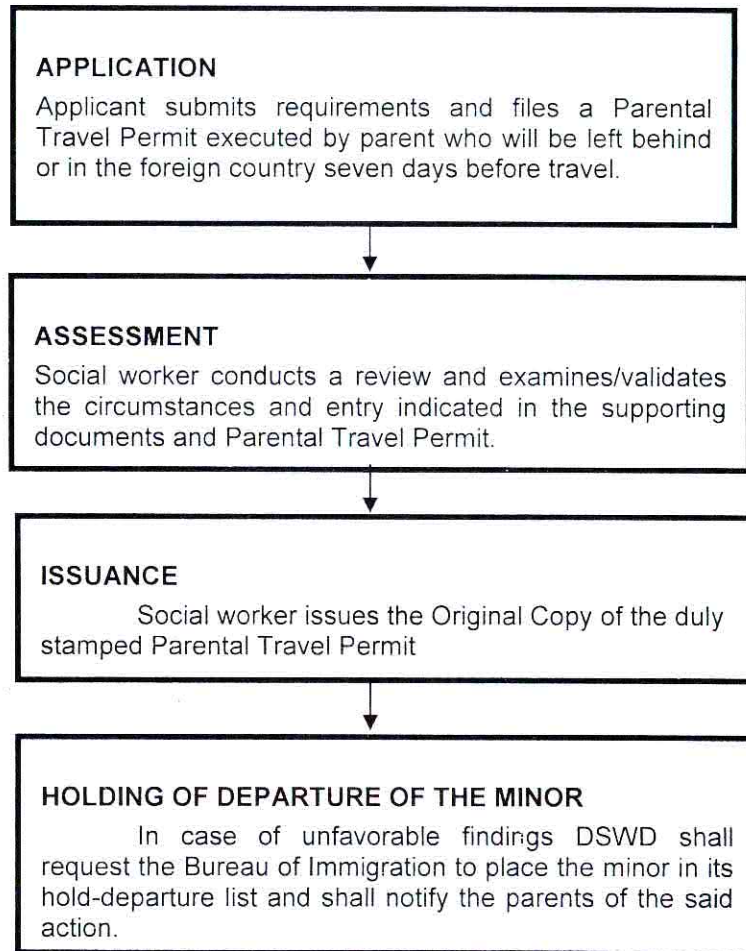 APPLICATION
Applicant submits requirements and files a Parental
Travel Permit executed by parent who will be left behind
or in the foreign country seven days before travel.
ASSESSMENT
Social worker conducts a review and examines/validates
the circumstances and entry indicated in the supporting
documents and Parental Travel Permit.
ISSUANCE
Social worker issues the Original Copy of the duly
stamped Parental Travel Permit
HOLDING OF DEPARTURE OF THE MINOR
In case of unfavorable findings DSWD shall
request the Bureau of Immigration to place the minor in its
hold-departure list and shall notify the parents of the said
action.